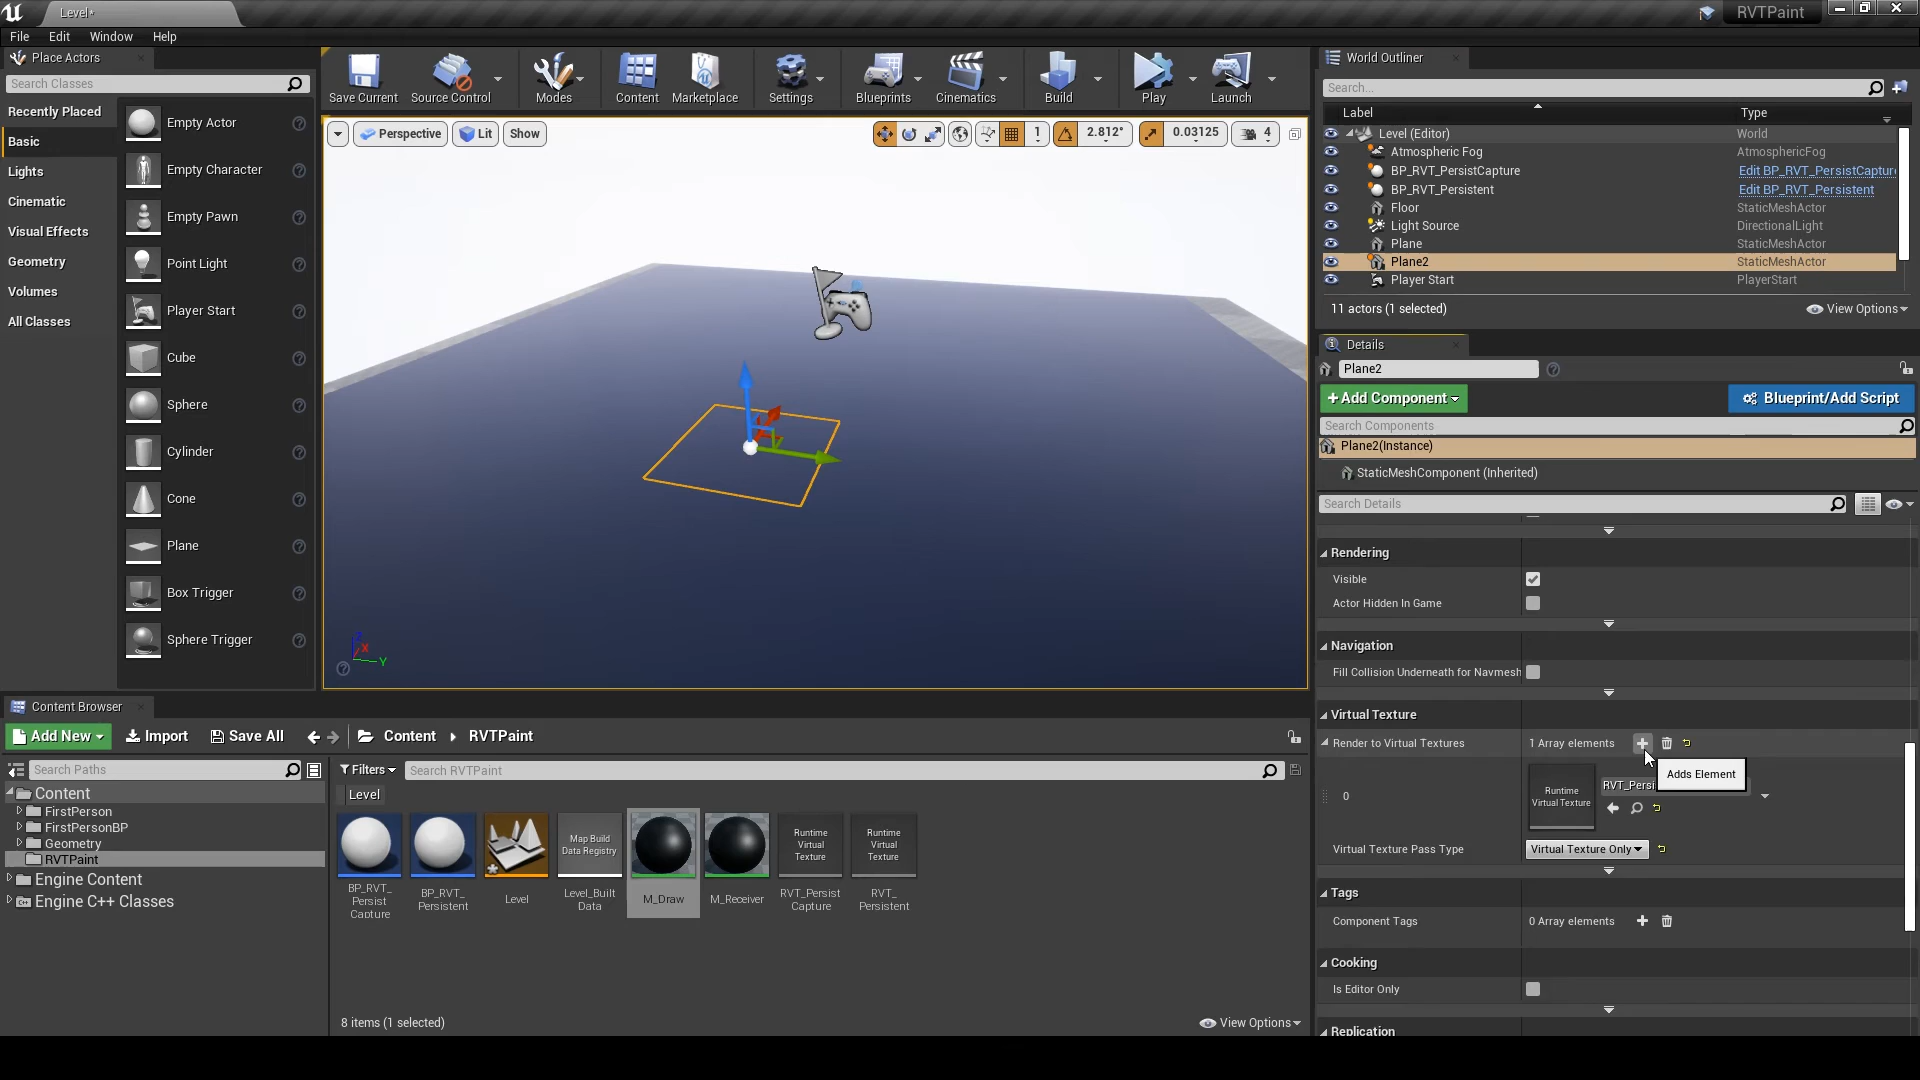 Level*
RVTPaint
File Edit Window Help
Place Actors
Search Classes
Recently Placed
Basic
Lights
Cinematic
Visual Effects
Geometry
Volumes
All Classes
Empty Actor
Empty Character
Empty Pawn
Point Light
Player Start
Cube
Sphere
Cylinder
Cone
Plane
Box Trigger
Sphere Trigger
Save Current
Source Control
Modes
Content
Marketplace
Settings
Blueprints
Cinematics
Build
Play
Launch
Perspective Lit Show
1 2.812° 0.03125 4
Z X Y
World Outliner
Search...
Label Type
Level (Editor) World
Atmospheric Fog AtmosphericFog
BP_RVT_PersistCapture Edit BP_RVT_PersistCapture
BP_RVT_Persistent Edit BP_RVT_Persistent
Floor StaticMeshActor
Light Source DirectionalLight
Plane StaticMeshActor
Plane2 StaticMeshActor
Player Start PlayerStart
11 actors (1 selected) View Options
Details
Plane2
+Add Component Blueprint/Add Script
Search Components
Plane2(Instance)
StaticMeshComponent (Inherited)
Search Details
Rendering
Visible
Actor Hidden In Game
Navigation
Fill Collision Underneath for Navmesh
Virtual Texture
Render to Virtual Textures 1 Array elements
Adds Element
0
Runtime
Virtual Texture
RVT_Persi
Virtual Texture Pass Type Virtual Texture Only
Tags
Component Tags 0 Array elements
Cooking
Is Editor Only
Replication
Content Browser
Add New Import Save All Content RVTPaint
Search Paths
Content
FirstPerson
FirstPersonBP
Geometry
RVTPaint
Engine Content
Engine C++ Classes
Filters Search RVTPaint
Level
BP_RVT_
Persist
Capture
BP_RVT_
Persistent
Level
Map Build
Data Registry
Level_Built
Data
M_Draw
M_Receiver
Runtime
Virtual
Texture
RVT_Persist
Capture
Runtime
Virtual
Texture
RVT_
Persistent
8 items (1 selected) View Options